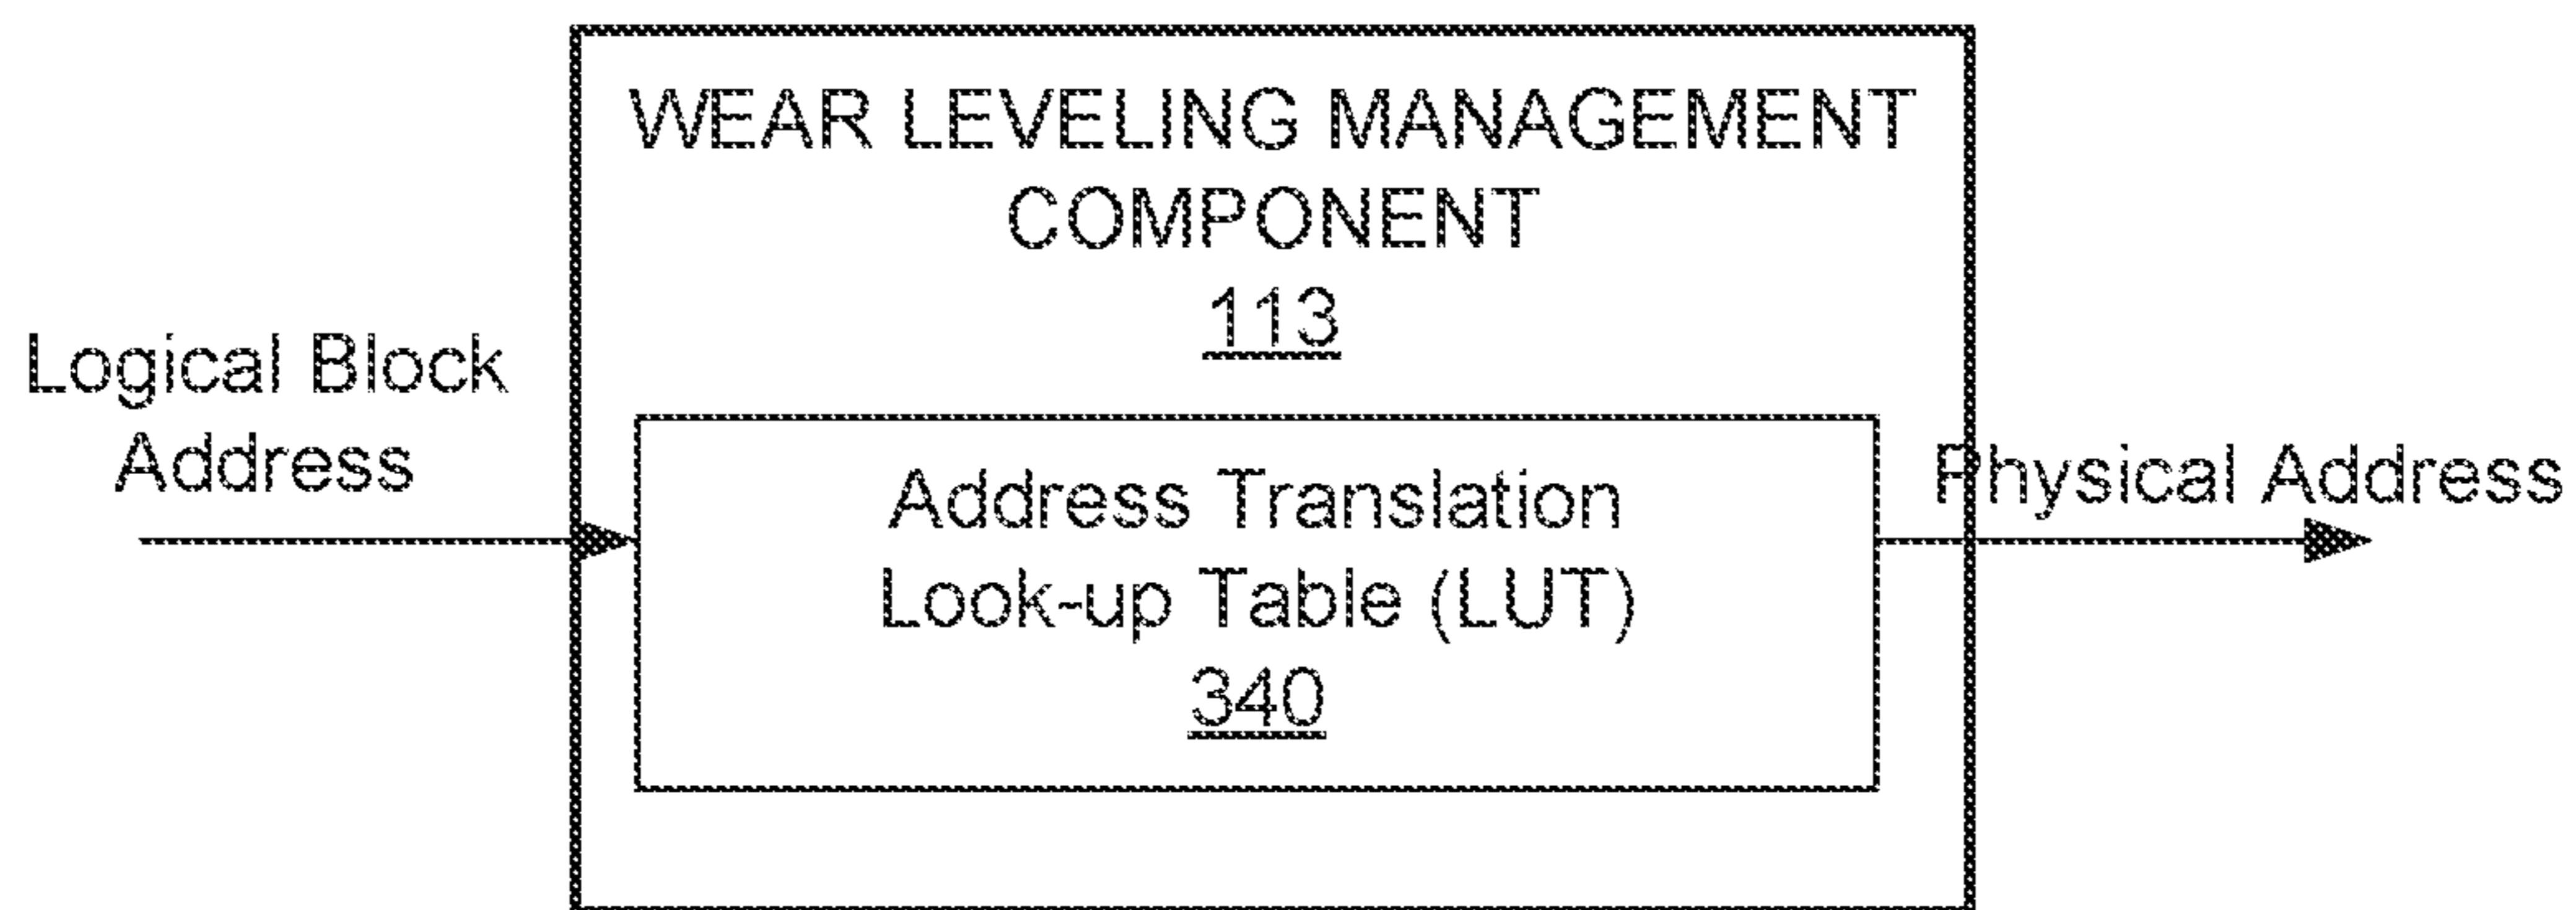 WEAR LEVELING MANAGEMENT
COMPONENT
113
Logical Block
Address
Address Translation
Look-up Table (LUT)
340
Physical Address